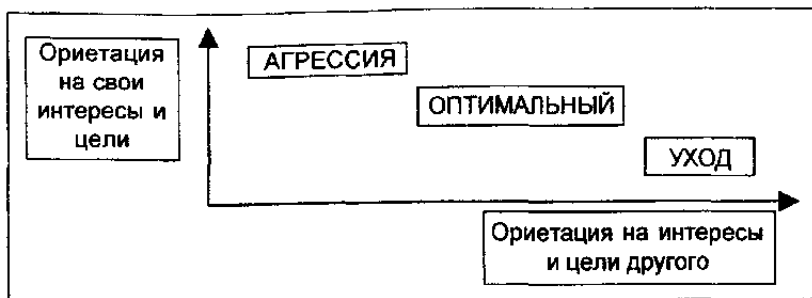 Ориетация
на свои
интересы и
цели
АГРЕССИЯ
ОПТИМАЛЬНЫЙ
УХОД
Ориетация на интересы
и цели другого